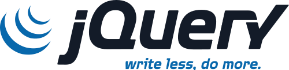 jQuery
write less, do more.